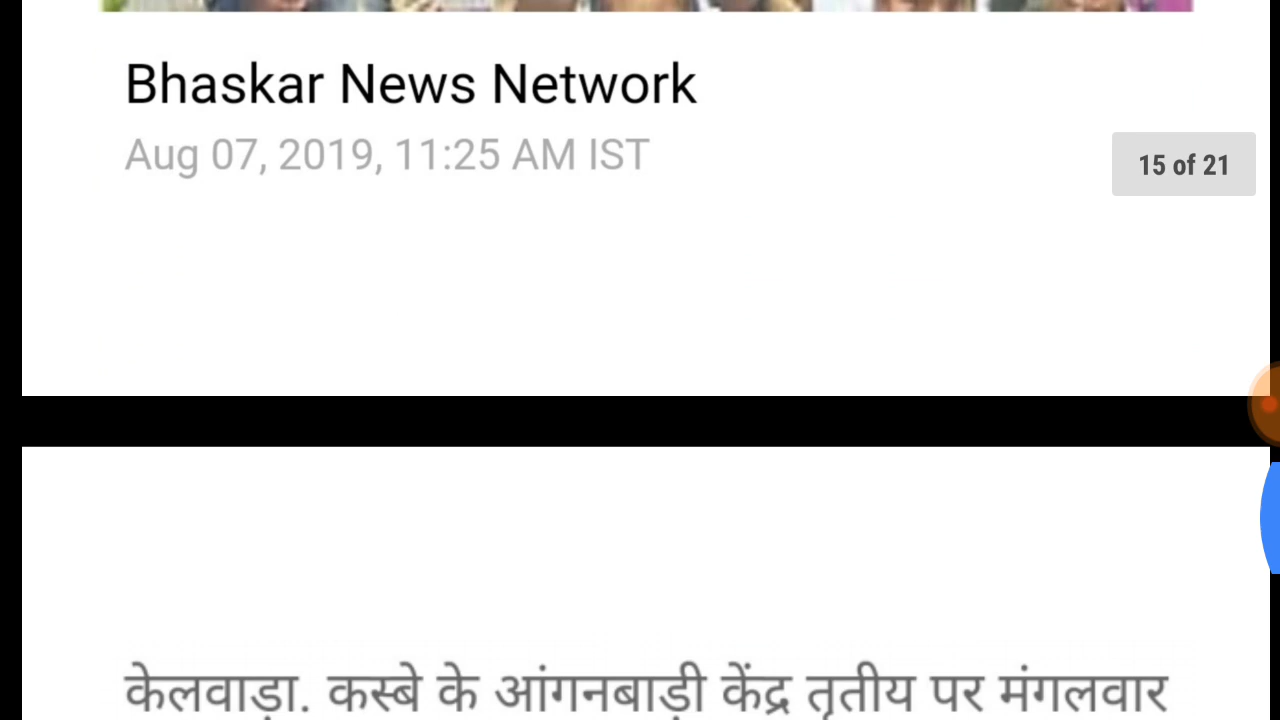 Bhaskar News Network
Aug 07, 2019, 11:25 AM IST
15 of 21
केलवाड़ा. कस्बे के आंगनबाड़ी केंद्र तृतीय पर मंगलवार